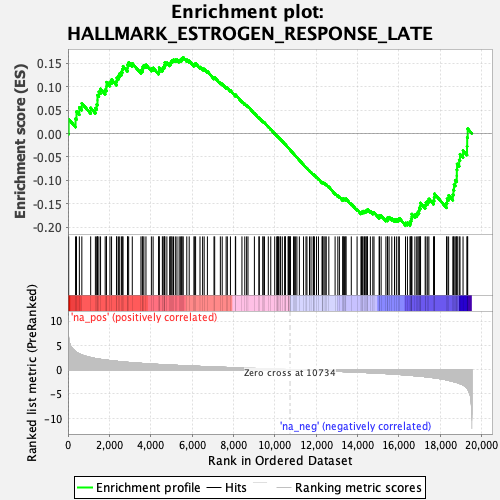 Enrichment plot:
HALLMARK_ESTROGEN_RESPONSE_LATE
Enrichment score (ES)
0.15
0.10
0.05
0.00
-0.05
-0.10
-0.15
-0.20
'na_pos' (positively correlated)
Ranked list metric (PreRanked)
10
5
0
-5
-10
Zero cross at 10734
'na_neg' (negatively correlated)
0
2,000
4,000
6,000
8,000
10,000
12,000
14,000
16,000
18,000
20,000
Rank in Ordered Dataset
Enrichment profile
Hits
Ranking metric scores